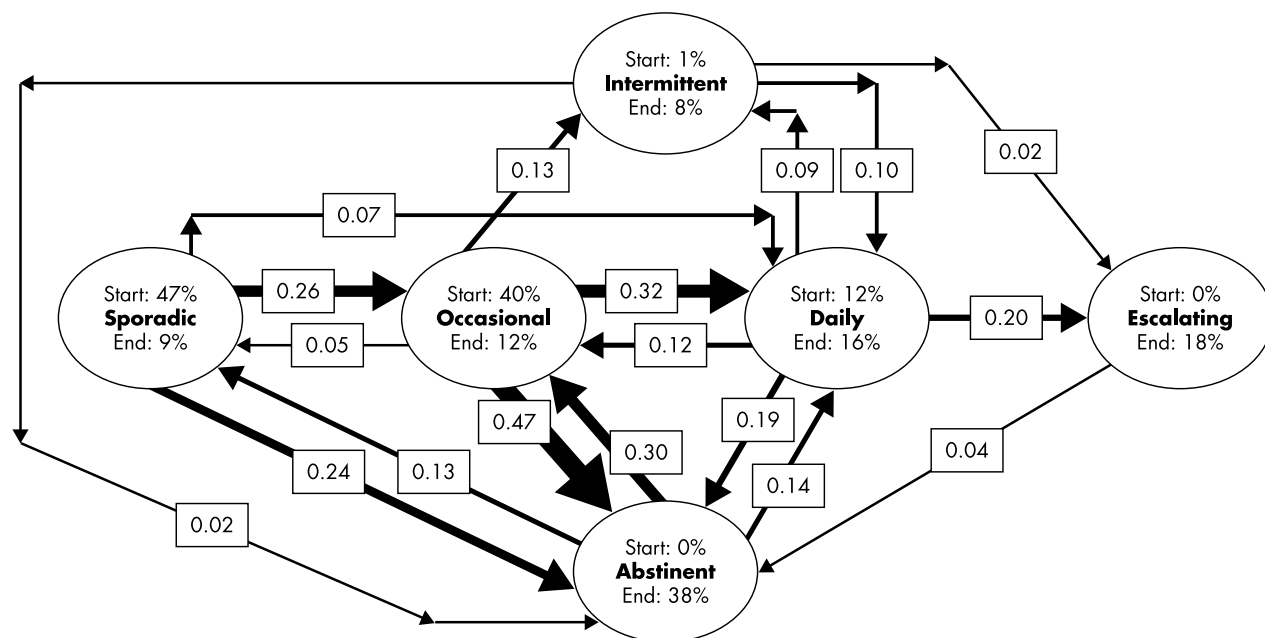 Start: 1%
Intermittent
End: 8%
0.02
0.13
0.09
0.10
0.07
Start: 47%
Sporadic
End: 9%
0.26
Start: 40%
Occasional
End: 12%
0.32
Start: 12%
Daily
End: 16%
0.20
Start: 0%
Escalating
End: 18%
0.05
0.12
0.47
0.30
0.19
0.04
0.24
0.13
0.14
0.02
Start: 0%
Abstinent
End: 38%